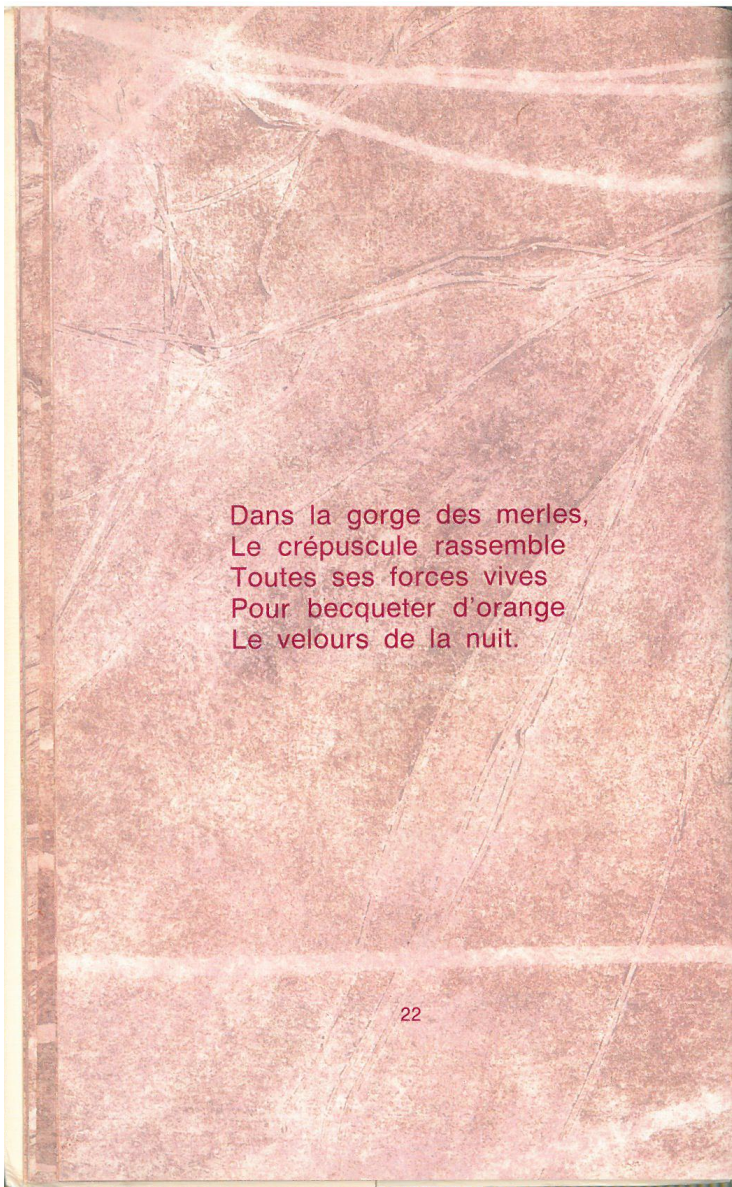 Dans la gorge des merles,
Le crépuscule rassemble
Toutes ses forces vives
Pour becqueter d'orange
Le velours de la nuit.
22